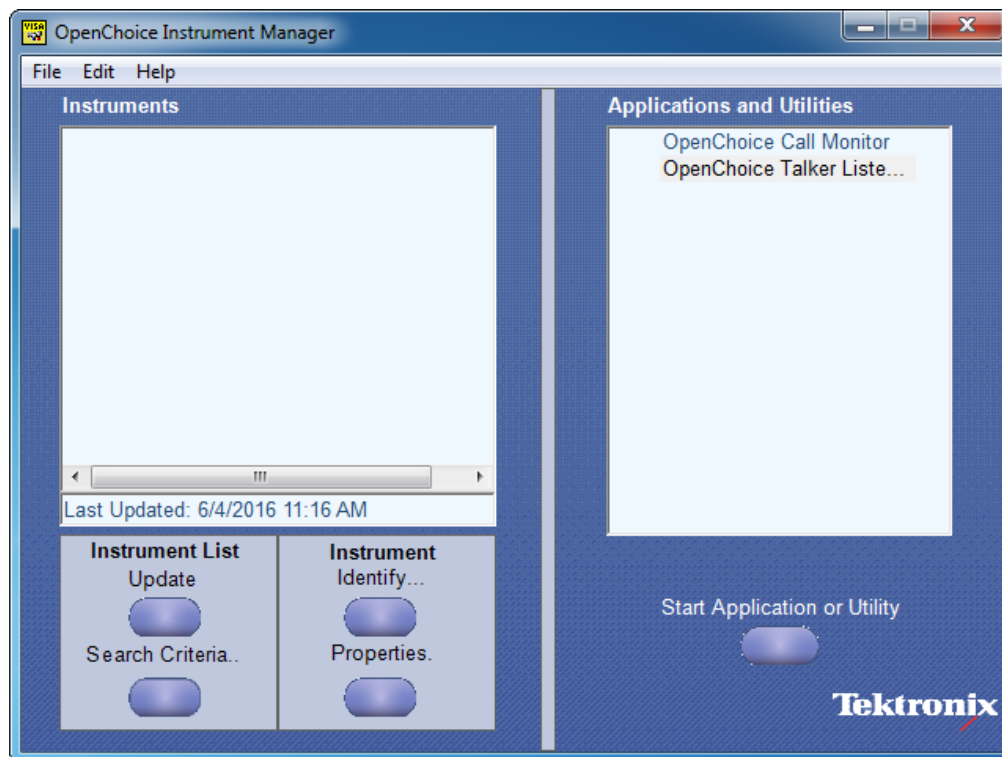 VISA
OpenChoice Instrument Manager
File Edit Help
Instruments
Last Updated: 6/4/2016 11:16 AM
Instrument List
Update
Search Criteria..
Instrument
Identify...
Properties.
Applications and Utilities
OpenChoice Call Monitor
OpenChoice Talker Liste...
Start Application or Utility
Tektronix